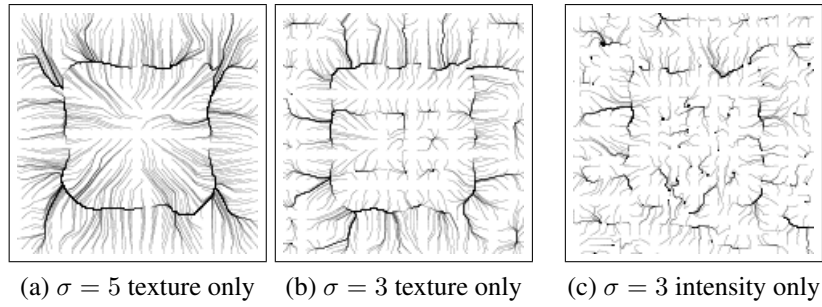 (a) σ = 5 texture only (b) σ = 3 texture only (c) σ = 3 intensity only